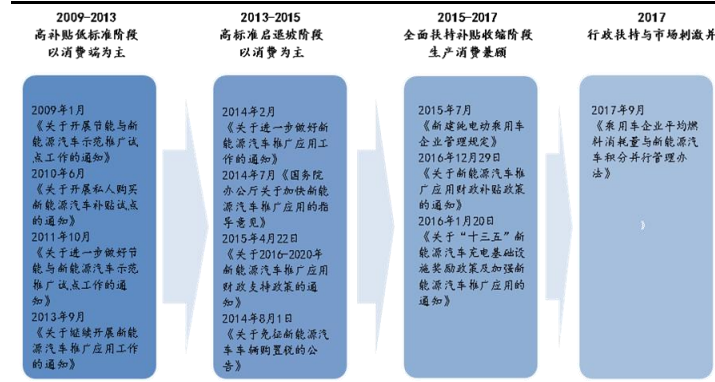 2009-2013
高补贴低标准阶段
以消费端为主
2009年1月
《关于开展节能与新
能源汽车示范推广试
点工作的通知》
2010年6月
《关于开展私人购买
新能源汽车补贴试点
的通知》
2011年10月
《关于进一步做好节
能与新能源汽车示范
推广试点工作的通
知》
2013年9月
《关于继续开展新能
源汽车推广应用工作
的通知》
2013-2015
高标准启退坡阶段
以消费为主
2014年2月
《关于进一步做好新
能源汽车推广应用工
作的通知》
2014年7月《国务院
办公厅关于加快新能
源汽车推广应用的指
导意见》
2015年4月22日
《关于2016-2020年
新能源汽车推广应用
财政支持政策的通
知》
2014年8月1日
《关于免征新能源汽
车车辆购置税的公
告》
2015-2017
全面扶持补贴收缩阶段
生产消费兼顾
2015年7月
《新建纯电动乘用车
企业管理规定》
2016年12月29日
《关于新能源汽车推
广应用财政补贴政策
的通知》
2016年1月20日
《关于“十三五”新
能源汽车充电基础设
施奖励政策及加强新
能源汽车推广应用的
通知》
2017
行政扶持与市场刺激并
2017年9月
《乘用车企业平均燃
料消耗量与新能源汽
车积分并行管理办
法》
》